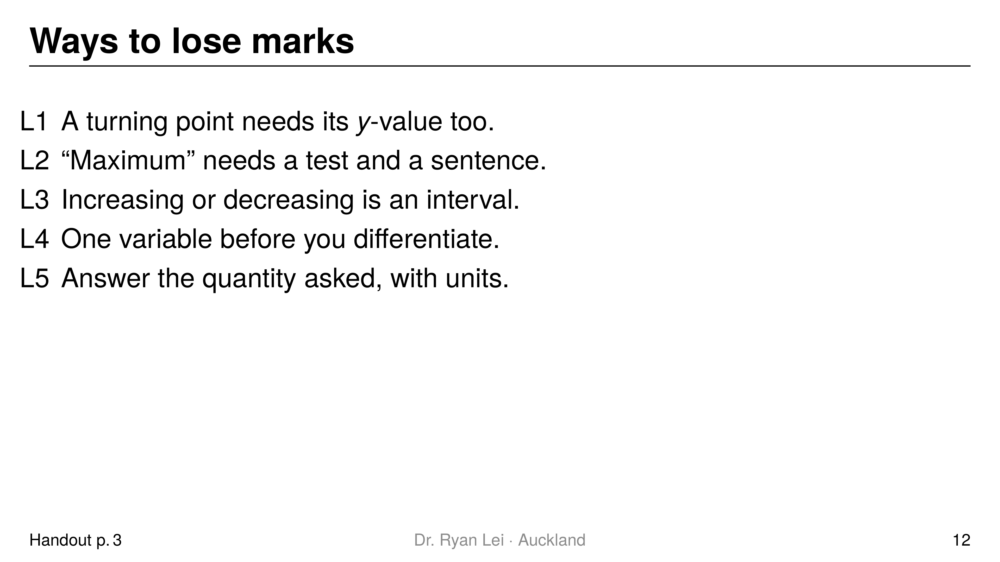 Ways to lose marks
L1 A turning point needs its y-value too.
L2 “Maximum” needs a test and a sentence.
L3 Increasing or decreasing is an interval.
L4 One variable before you differentiate.
L5 Answer the quantity asked, with units.
Handout p. 3
Dr. Ryan Lei · Auckland
12